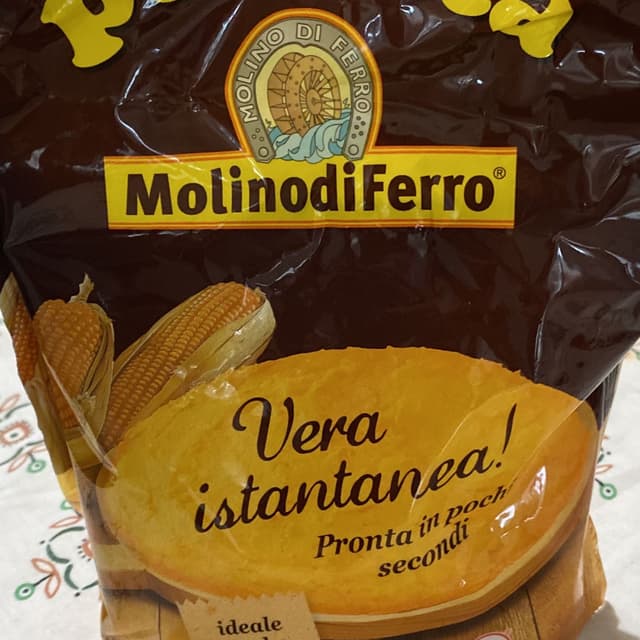 MOLINO DI FERRO
MolinodiFerro®
Vera
istantanea!
Pronta in pochi
secondi
ideale